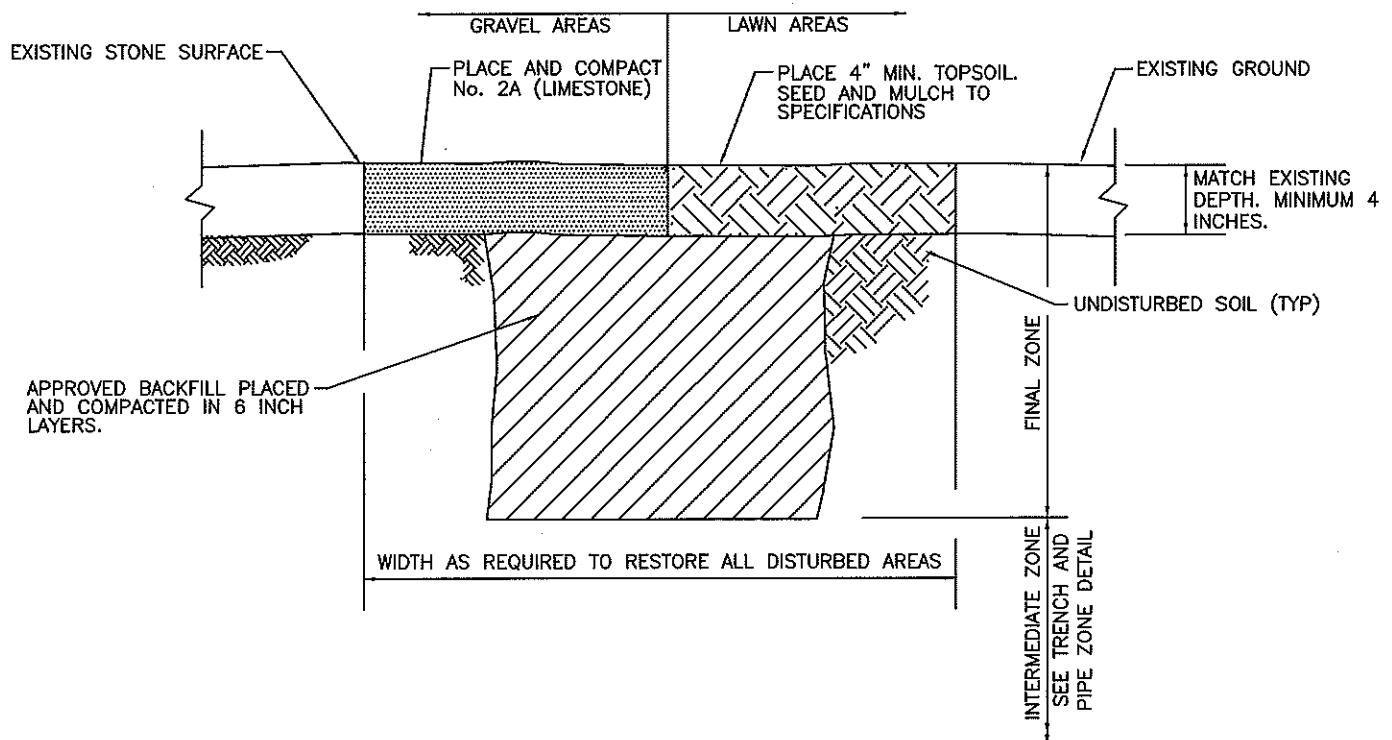 GRAVEL AREAS
LAWN AREAS
EXISTING STONE SURFACE
PLACE AND COMPACT
No. 2A (LIMESTONE)
PLACE 4" MIN. TOPSOIL.
SEED AND MULCH TO
SPECIFICATIONS
EXISTING GROUND
MATCH EXISTING
DEPTH. MINIMUM 4
INCHES.
UNDISTURBED SOIL (TYP)
APPROVED BACKFILL PLACED
AND COMPACTED IN 6 INCH
LAYERS.
FINAL ZONE
WIDTH AS REQUIRED TO RESTORE ALL DISTURBED AREAS
INTERMEDIATE ZONE
SEE TRENCH AND
PIPE ZONE DETAIL